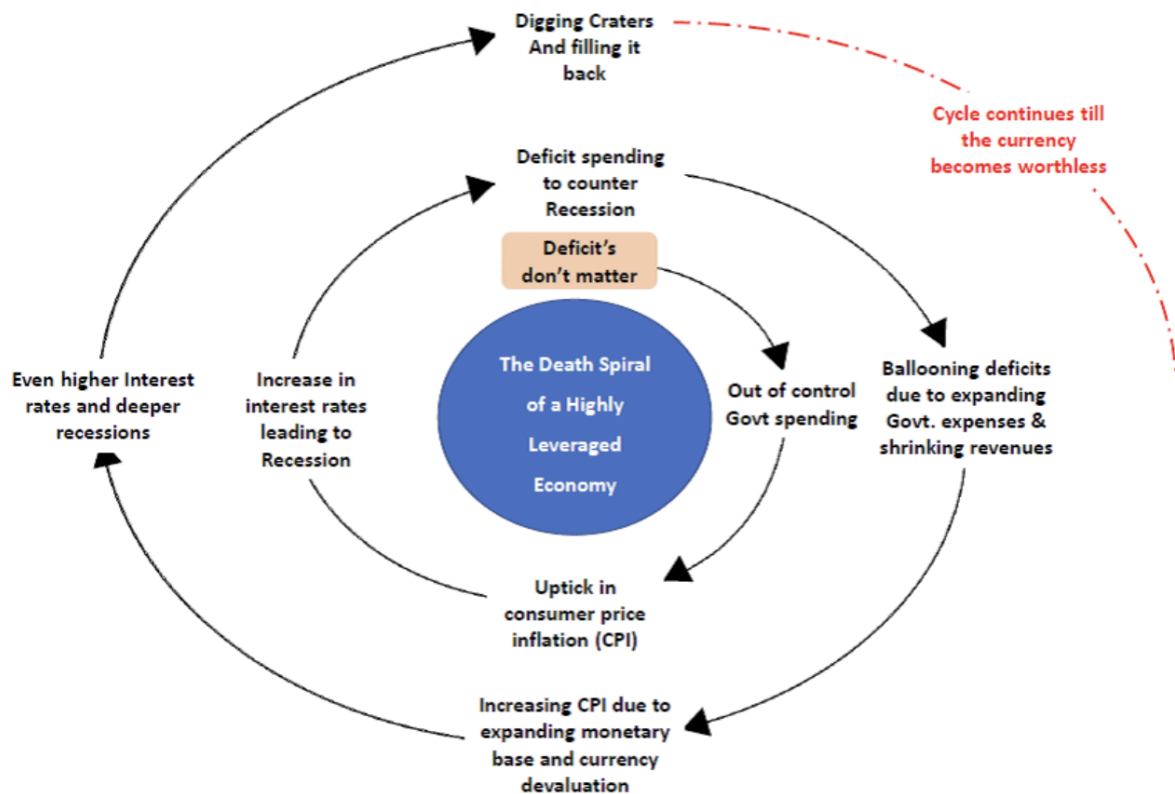 Digging Craters
And filling it
back
Cycle continues till
the currency
becomes worthless
Deficit spending
to counter
Recession
Deficit's
don't matter
The Death Spiral
of a Highly
Leveraged
Economy
Out of control
Govt spending
Ballooning deficits
due to expanding
Govt. expenses &
shrinking revenues
Even higher Interest
rates and deeper
recessions
Increase in
interest rates
leading to
Recession
Uptick in
consumer price
inflation (CPI)
Increasing CPI due to
expanding monetary
base and currency
devaluation